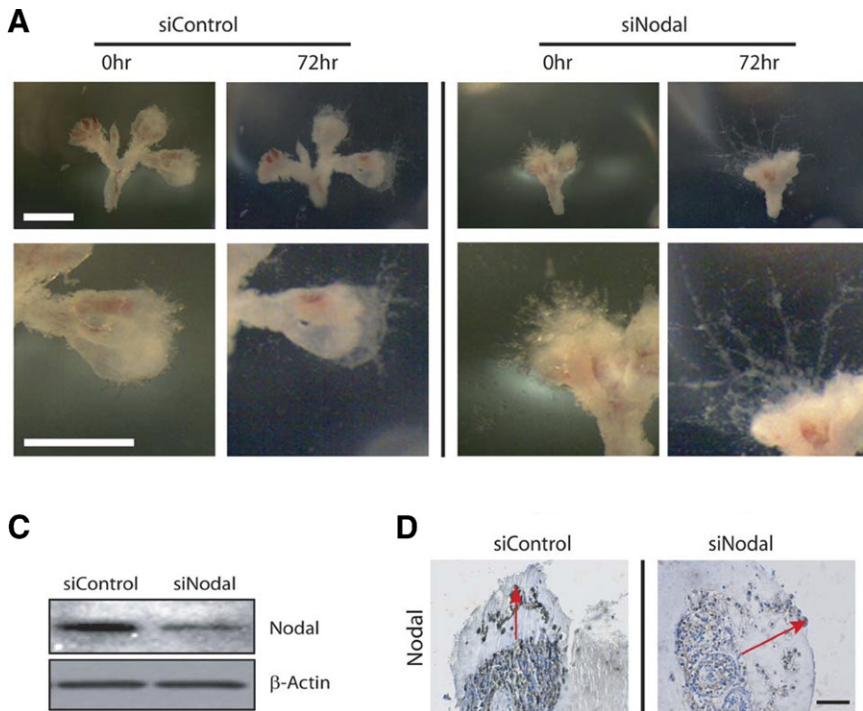 A
siControl siNodal
0hr 72hr 0hr 72hr
C
siControl siNodal
Nodal
β-Actin
D
siControl siNodal
Nodal